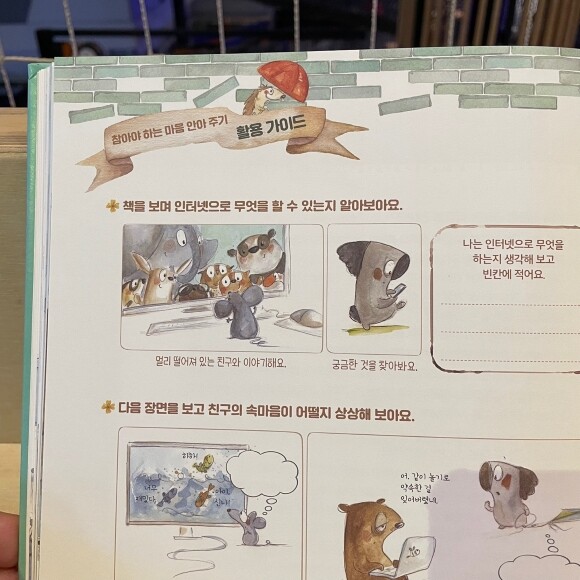 참아야 하는 마음 안아 주기
활용 가이드
책을 보며 인터넷으로 무엇을 할 수 있는지 알아보아요.
멀리 떨어져 있는 친구와 이야기해요.
궁금한 것을 찾아봐요.
나는 인터넷으로 무엇을
하는지 생각해 보고
빈칸에 적어요.
다음 장면을 보고 친구의 속마음이 어떨지 상상해 보아요.
어, 같이 놀기로
약속한 걸
잊어버렸네.